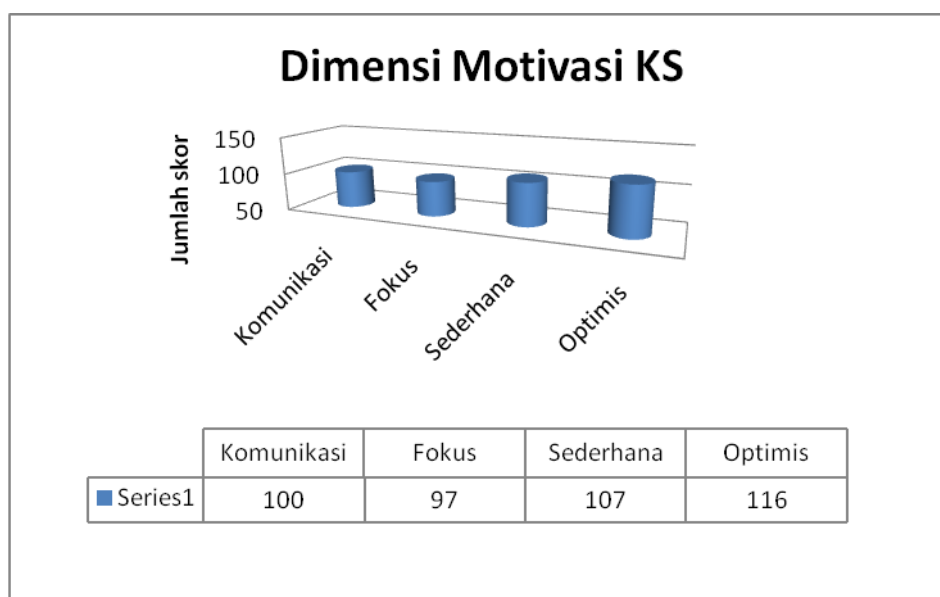 Dimensi Motivasi KS
Jumlah skor
150
100
50
Komunikasi
Fokus
Sederhana
Optimis
Komunikasi Fokus Sederhana Optimis
Series1 100 97 107 116